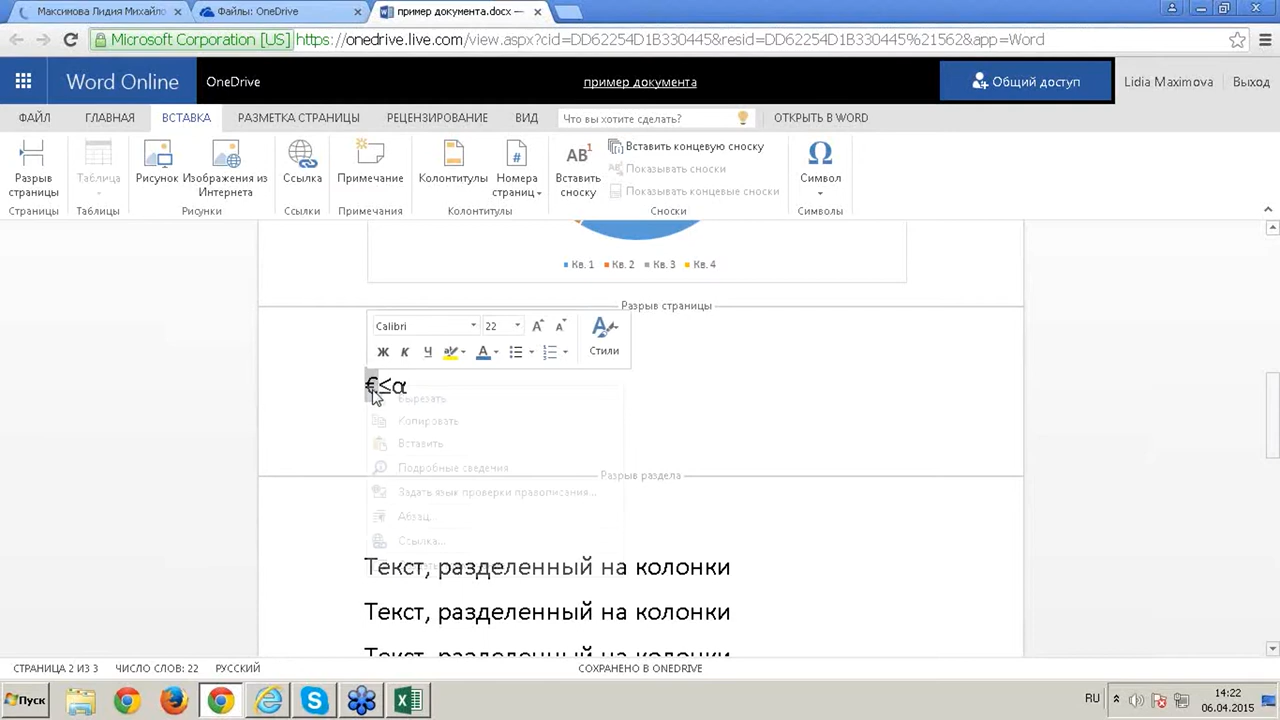 Максимова Лидия Михайло
Файлы: OneDrive
пример документа.docx —
Microsoft Corporation [US]
https://onedrive.live.com/view.aspx?cid=DD62254D1B330445&resid=DD62254D1B330445%21562&app=Word
Word Online
OneDrive
пример документа
Общий доступ
Lidia Maximova
Выход
ФАЙЛ
ГЛАВНАЯ
ВСТАВКА
РАЗМЕТКА СТРАНИЦЫ
РЕЦЕНЗИРОВАНИЕ
ВИД
Что вы хотите сделать?
ОТКРЫТЬ В WORD
Разрыв
страницы
Таблица
Рисунок
Изображения из
Интернета
Ссылка
Примечание
Колонтитулы
#
Номера
страниц
AB1
Вставить
сноску
Вставить концевую сноску
Показывать сноски
Показывать концевые сноски
Ω
Символ
Страницы
Таблицы
Рисунки
Ссылки
Примечания
Колонтитулы
Сноски
Символы
Кв. 1
Кв. 2
Кв. 3
Кв. 4
Разрыв страницы
Calibri
22
Ж
К
Ч
Стили
€≤α
Вырезать
Копировать
Вставить
Подробные сведения
Задать язык проверки правописания...
Абзац...
Ссылка...
Разрыв раздела
Текст, разделенный на колонки
Текст, разделенный на колонки
Текст, разделенный на колонки
СТРАНИЦА 2 ИЗ 3
ЧИСЛО СЛОВ: 22
РУССКИЙ
СОХРАНЕНО В ONEDRIVE
Пуск
RU
14:22
06.04.2015